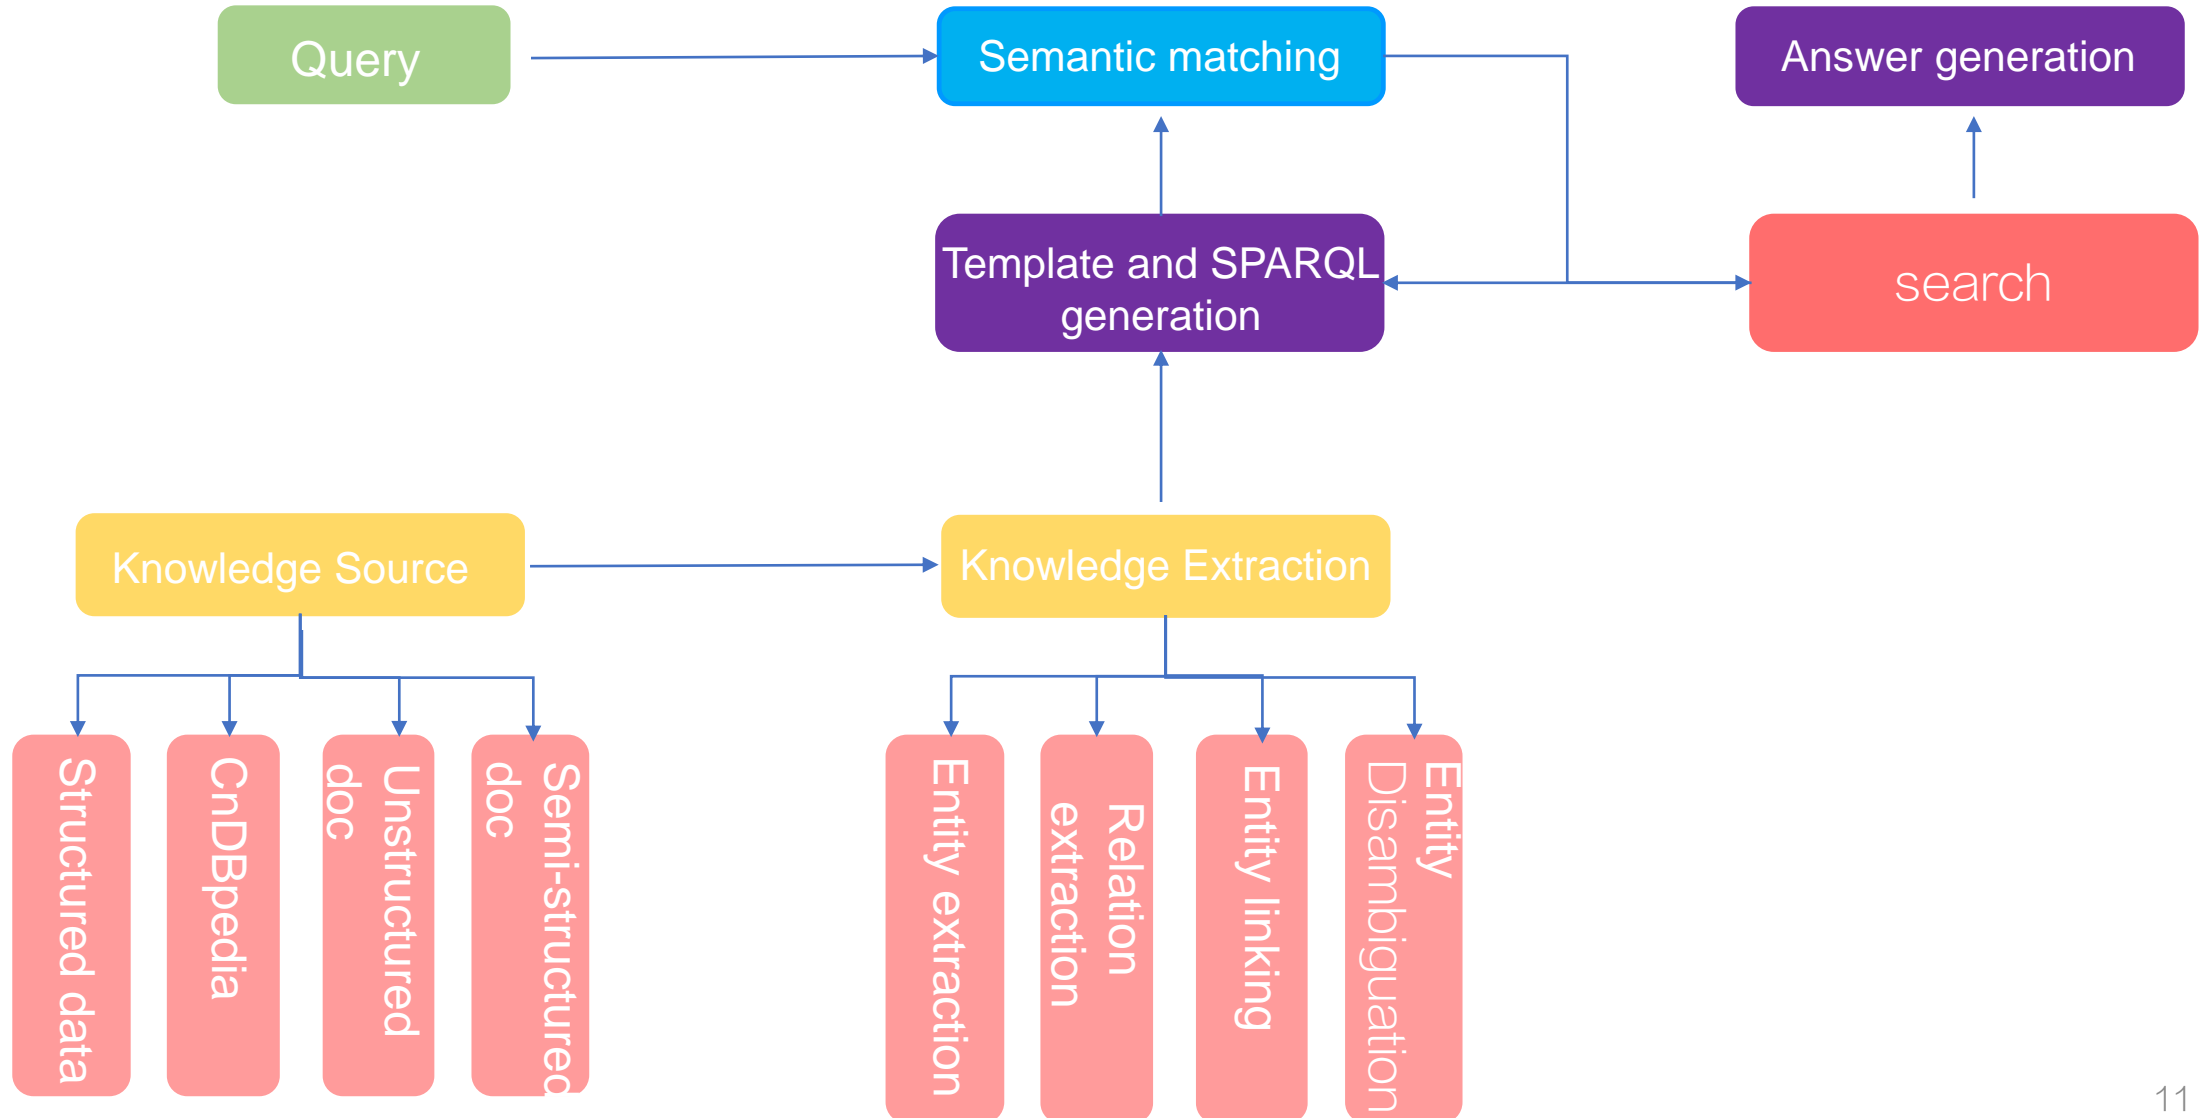 Query
Semantic matching
Answer generation
Template and SPARQL
generation
search
Knowledge Source
Knowledge Extraction
Structured data
CnDBpedia
Unstructured
doc
Semi-structured
doc
Entity extraction
Relation
extraction
Entity linking
Entity
Disambiguation
11